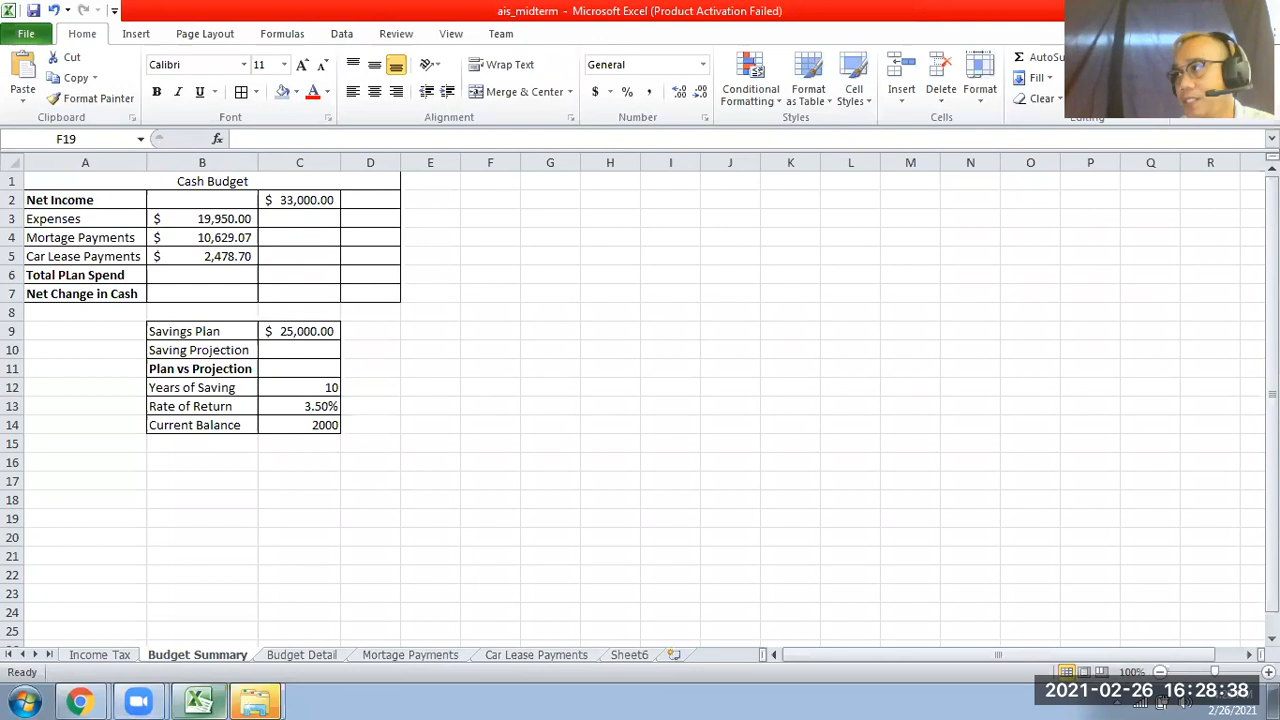 ais_midterm - Microsoft Excel (Product Activation Failed)
File Home Insert Page Layout Formulas Data Review View Team
Paste
Cut
Copy
Format Painter
Clipboard
Calibri 11
B I U
Font
Wrap Text
Merge & Center
Alignment
General
$ % ,
Number
Conditional Formatting
Format as Table
Cell Styles
Styles
Insert Delete Format
Cells
Σ AutoSu
Fill
Clear
F19 fx
A B C D E F G H I J K L M N O P Q R
1 Cash Budget
2 Net Income $ 33,000.00
3 Expenses $ 19,950.00
4 Mortage Payments $ 10,629.07
5 Car Lease Payments $ 2,478.70
6 Total PLan Spend
7 Net Change in Cash
8
9 Savings Plan $ 25,000.00
10 Saving Projection
11 Plan vs Projection
12 Years of Saving 10
13 Rate of Return 3.50%
14 Current Balance 2000
15
16
17
18
19
20
21
22
23
24
25
Income Tax Budget Summary Budget Detail Mortage Payments Car Lease Payments Sheet6
Ready 100%
2021-02-26 16:28:38
2/26/2021